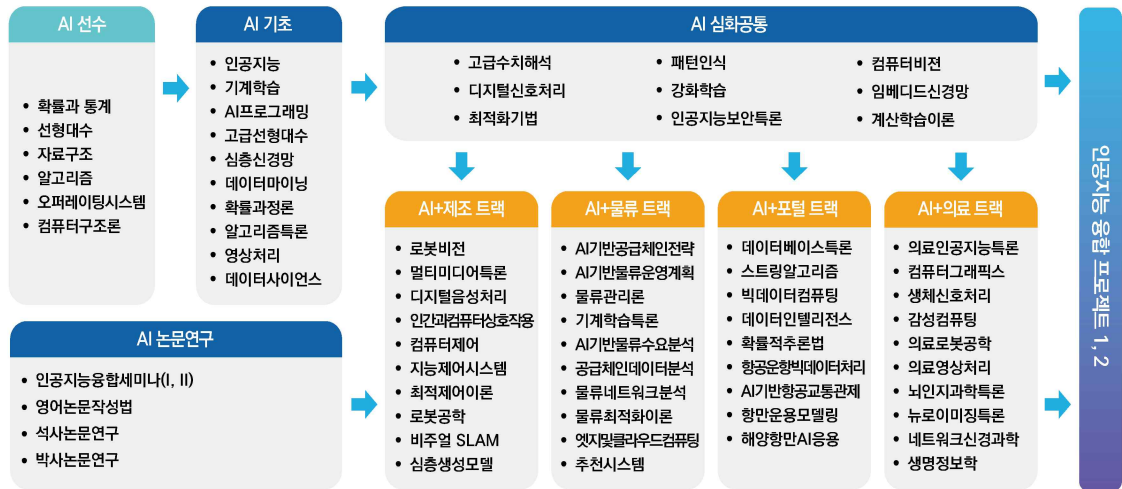 AI 선수
• 확률과 통계
• 선형대수
• 자료구조
• 알고리즘
• 오퍼레이팅시스템
• 컴퓨터구조론
AI 기초
• 인공지능
• 기계학습
• AI프로그래밍
• 고급선형대수
• 심층신경망
• 데이터마이닝
• 확률과정론
• 알고리즘특론
• 영상처리
• 데이터사이언스
AI 심화공통
• 고급수치해석
• 디지털신호처리
• 최적화기법
• 패턴인식
• 강화학습
• 인공지능보안특론
• 컴퓨터비젼
• 임베디드신경망
• 계산학습이론
AI 논문연구
• 인공지능융합세미나(I, II)
• 영어논문작성법
• 석사논문연구
• 박사논문연구
AI+제조 트랙
• 로봇비전
• 멀티미디어특론
• 디지털음성처리
• 인간과컴퓨터상호작용
• 컴퓨터제어
• 지능제어시스템
• 최적제어이론
• 로봇공학
• 비주얼 SLAM
• 심층생성모델
AI+물류 트랙
• AI기반공급체인전략
• AI기반물류운영계획
• 물류관리론
• 기계학습특론
• AI기반물류수요분석
• 공급체인데이터분석
• 물류네트워크분석
• 물류최적화이론
• 엣지및클라우드컴퓨팅
• 추천시스템
AI+포털 트랙
• 데이터베이스특론
• 스트링알고리즘
• 빅데이터컴퓨팅
• 데이터인텔리전스
• 확률적추론법
• 항공운항빅데이터처리
• AI기반항공교통관제
• 항만운용모델링
• 해양항만AI응용
AI+의료 트랙
• 의료인공지능특론
• 컴퓨터그래픽스
• 생체신호처리
• 감성컴퓨팅
• 의료로봇공학
• 의료영상처리
• 뇌인지과학특론
• 뉴로이미징특론
• 네트워크신경과학
• 생명정보학
인공지능 융합 프로젝트 1, 2